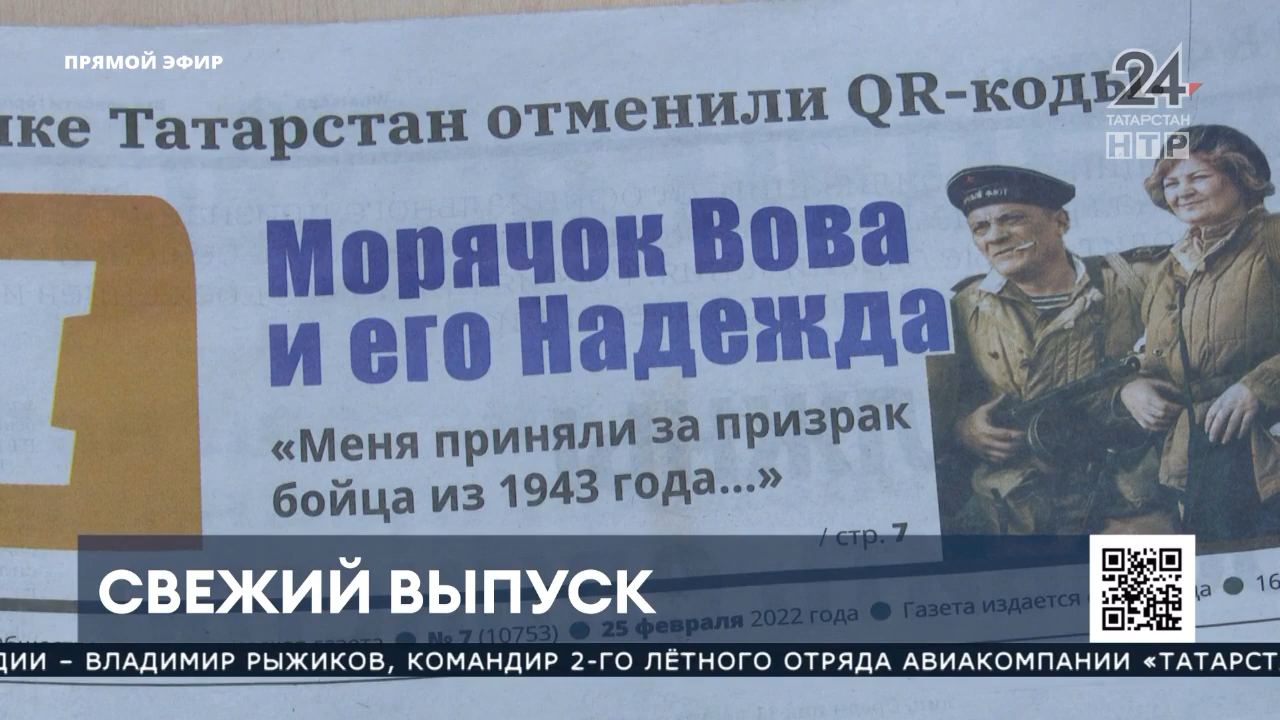 ПРЯМОЙ ЭФИР
24
ТАТАРСТАН
НТР
Татарстан отменили QR-коды
Морячок Вова
и его Надежда
«Меня приняли за призрак
бойца из 1943 года...»
/ стр. 7
СВЕЖИЙ ВЫПУСК
газета ● № 7 (10753) ● 25 февраля 2022 года ● Газета издается
ДИИ – ВЛАДИМИР РЫЖИКОВ, КОМАНДИР 2-ГО ЛЁТНОГО ОТРЯДА АВИАКОМПАНИИ «ТАТАРСТ